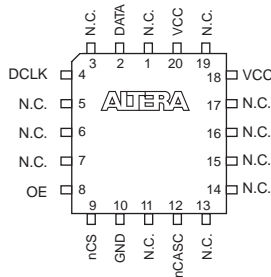 N.C. DATA N.C. VCC N.C.
3 2 1 20 19
DCLK 4 18 VCC
N.C. 5 ALTERA 17 N.C.
N.C. 6 16 N.C.
N.C. 7 15 N.C.
OE 8 14 N.C.
9 10 11 12 13
nCS GND N.C. nCASC N.C.